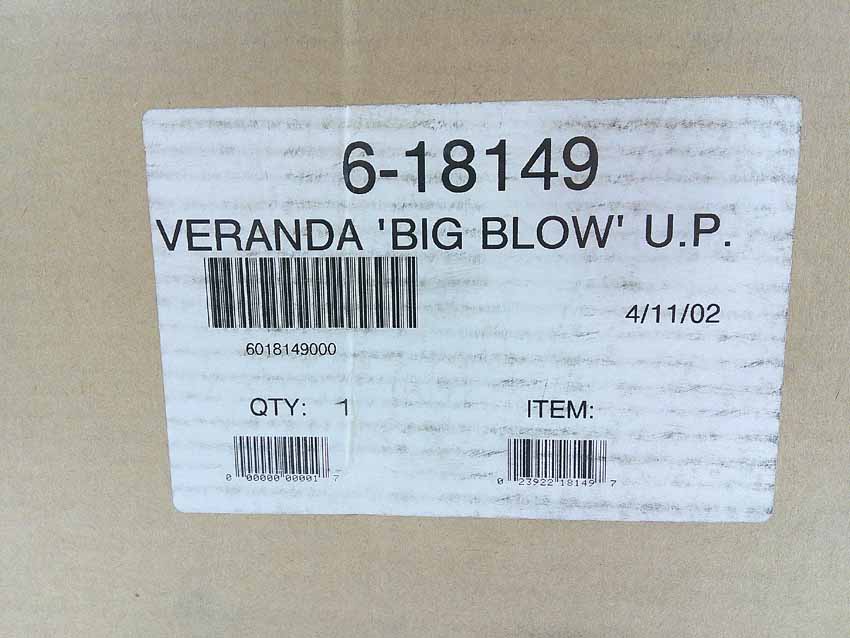 6-18149
VERANDA 'BIG BLOW' U.P.
4/11/02
6018149000
QTY: 1 ITEM:
0 00000 00001 7
0 23922 18149 7